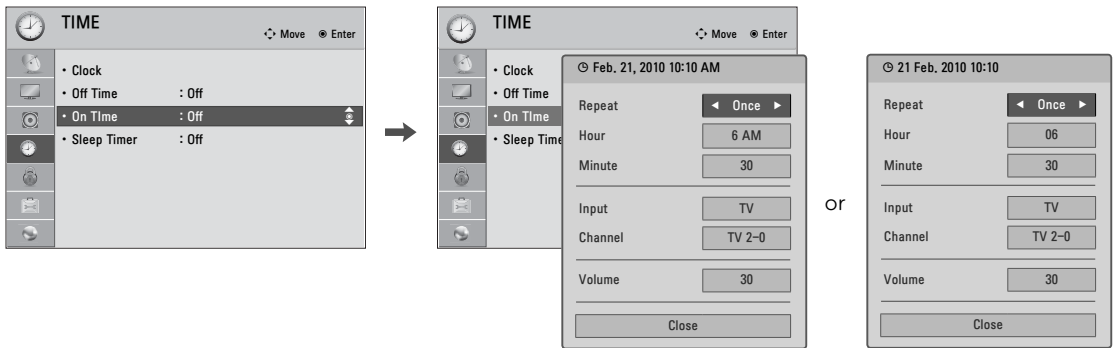 TIME
Move Enter
• Clock
• Off Time : Off
• On TIme : Off
• Sleep Timer : Off
TIME
Move Enter
• Clock
• Off Time
• On TIme
• Sleep Time
Feb. 21, 2010 10:10 AM
Repeat ◄ Once ►
Hour 6 AM
Minute 30
Input TV
Channel TV 2-0
Volume 30
Close
or
21 Feb. 2010 10:10
Repeat ◄ Once ►
Hour 06
Minute 30
Input TV
Channel TV 2-0
Volume 30
Close